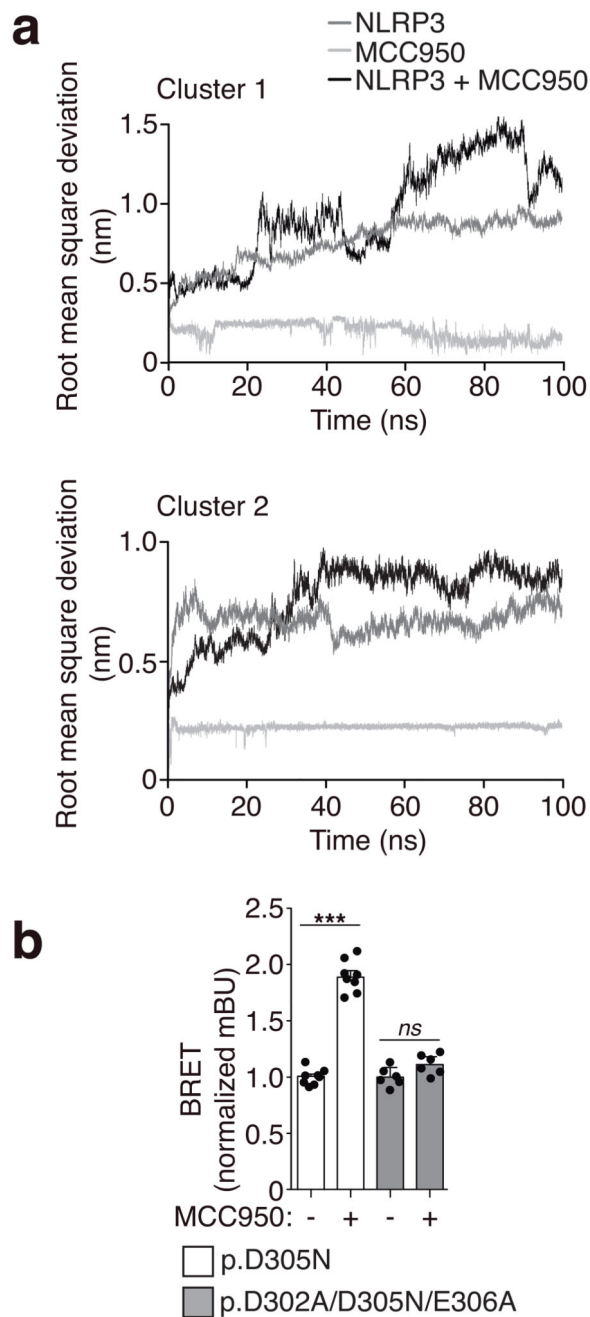 a
NLRP3
MCC950
NLRP3 + MCC950
Cluster 1
Root mean square deviation
(nm)
1.5
1.0
0.5
0
0 20 40 60 80 100
Time (ns)
Cluster 2
Root mean square deviation
(nm)
1.0
0.5
0
0 20 40 60 80 100
Time (ns)
b
BRET
(normalized mBU)
2.5
2.0
1.5
1.0
0.5
0
***
ns
MCC950: - + - +
p.D305N
p.D302A/D305N/E306A